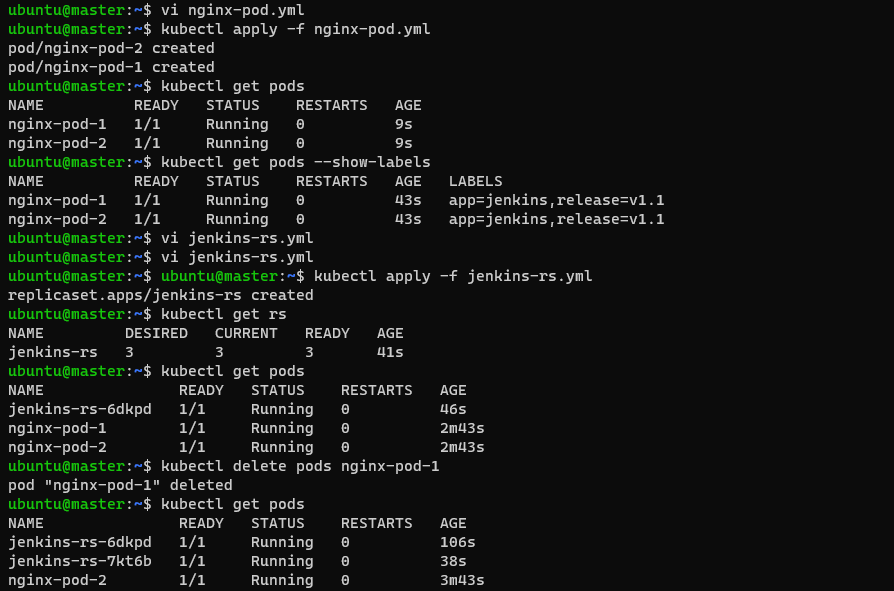 ubuntu@master:~$ vi nginx-pod.yml
ubuntu@master:~$ kubectl apply -f nginx-pod.yml
pod/nginx-pod-2 created
pod/nginx-pod-1 created
ubuntu@master:~$ kubectl get pods
NAME          READY   STATUS    RESTARTS   AGE
nginx-pod-1   1/1     Running   0          9s
nginx-pod-2   1/1     Running   0          9s
ubuntu@master:~$ kubectl get pods --show-labels
NAME          READY   STATUS    RESTARTS   AGE   LABELS
nginx-pod-1   1/1     Running   0          43s   app=jenkins,release=v1.1
nginx-pod-2   1/1     Running   0          43s   app=jenkins,release=v1.1
ubuntu@master:~$ vi jenkins-rs.yml
ubuntu@master:~$ vi jenkins-rs.yml
ubuntu@master:~$ ubuntu@master:~$ kubectl apply -f jenkins-rs.yml
replicaset.apps/jenkins-rs created
ubuntu@master:~$ kubectl get rs
NAME         DESIRED   CURRENT   READY   AGE
jenkins-rs   3         3         3       41s
ubuntu@master:~$ kubectl get pods
NAME               READY   STATUS    RESTARTS   AGE
jenkins-rs-6dkpd   1/1     Running   0          46s
nginx-pod-1        1/1     Running   0          2m43s
nginx-pod-2        1/1     Running   0          2m43s
ubuntu@master:~$ kubectl delete pods nginx-pod-1
pod "nginx-pod-1" deleted
ubuntu@master:~$ kubectl get pods
NAME               READY   STATUS    RESTARTS   AGE
jenkins-rs-6dkpd   1/1     Running   0          106s
jenkins-rs-7kt6b   1/1     Running   0          38s
nginx-pod-2        1/1     Running   0          3m43s